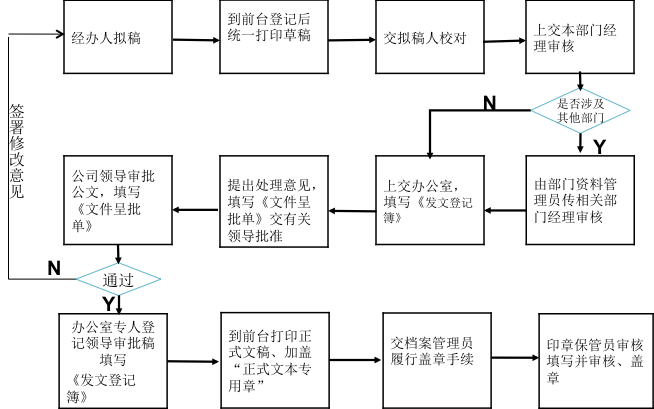 经办人拟稿
到前台登记后
统一打印草稿
交拟稿人校对
上交本部门经
理审核
是否涉及
其他部门
N
Y
签署修改意见
公司领导审批
公文，填写
《文件呈批
单》
提出处理意见，
填写《文件呈
批单》交有关
领导批准
上交办公室，
填写《发文登记
簿》
由部门资料管
理员传相关部
门经理审核
N
通过
Y
办公室专人登
记领导审批稿
填写
《发文登记
簿》
到前台打印正
式文稿、加盖
“正式文本专
用章”
交档案管理员
履行盖章手续
印章保管员审核
填写并审核、盖
章